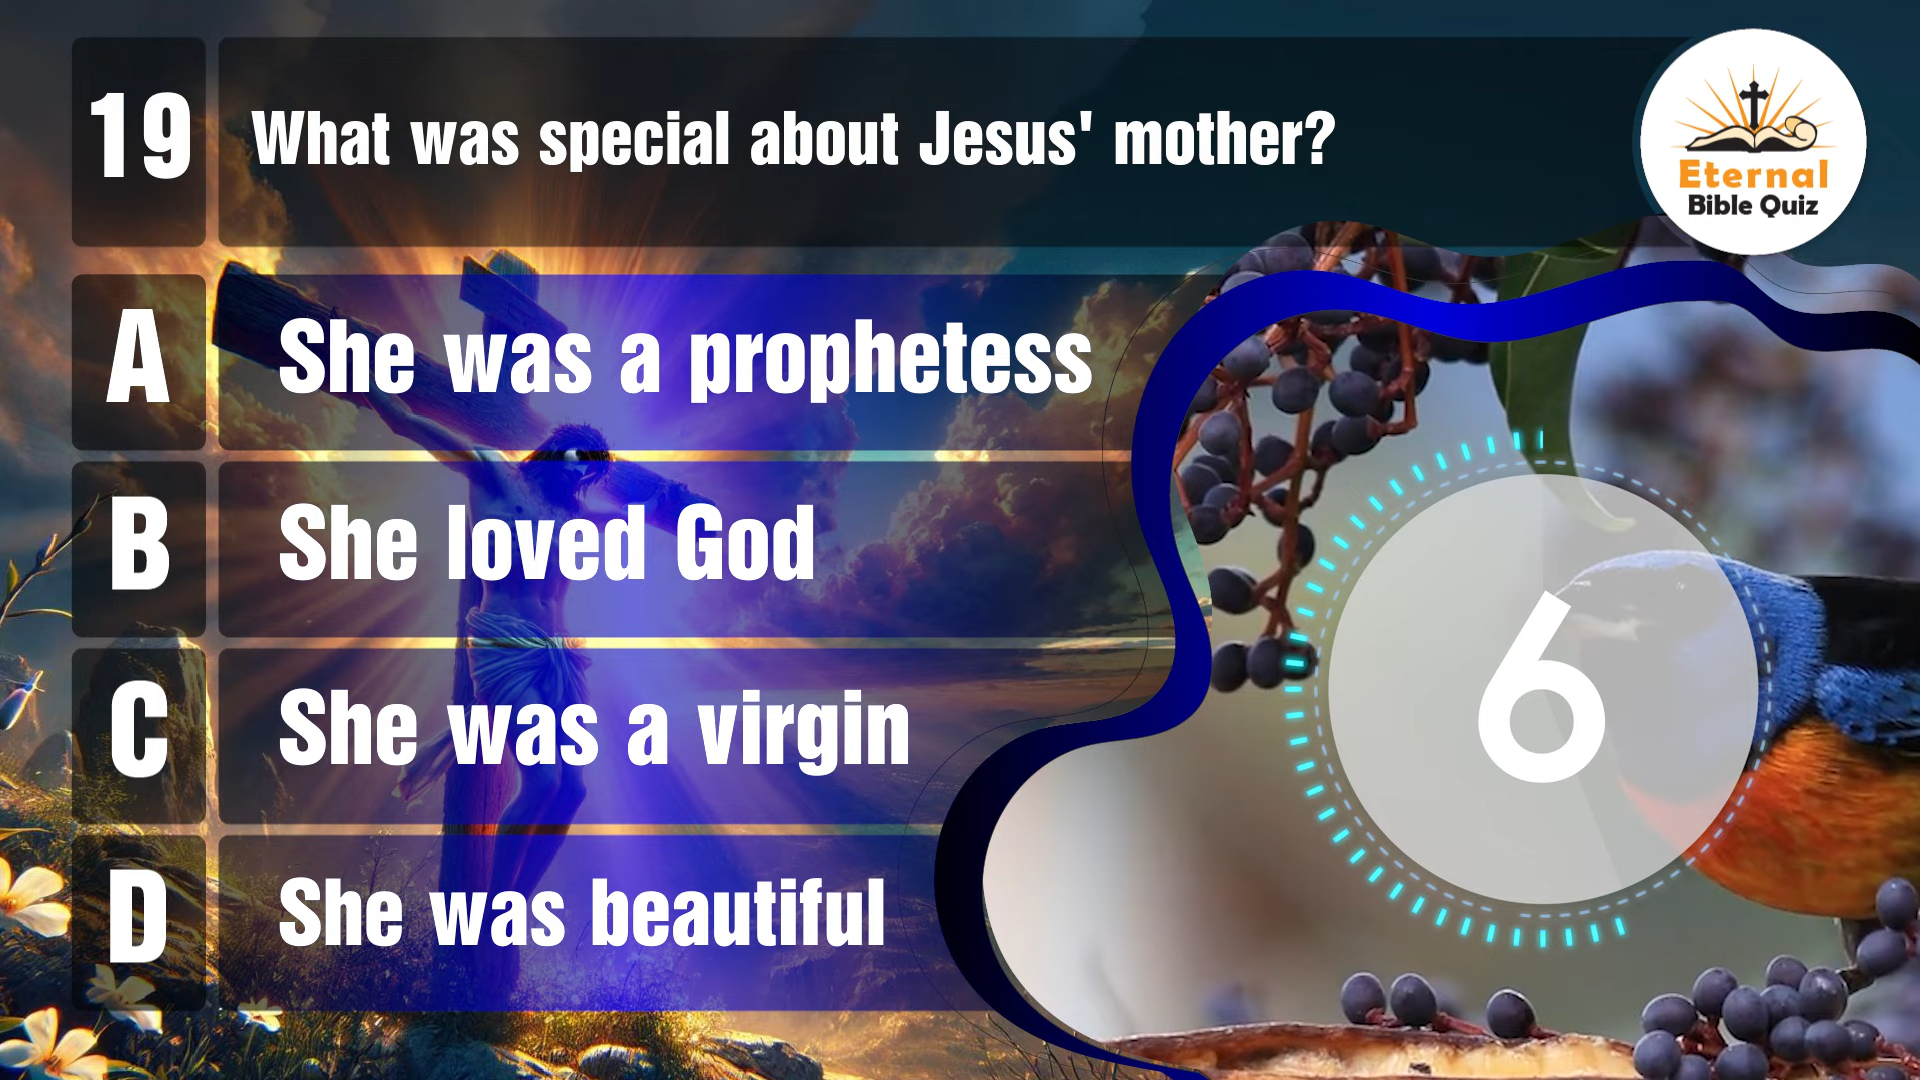 19
What was special about Jesus' mother?
Eternal
Bible Quiz
A
She was a prophetess
B
She loved God
C
She was a virgin
D
She was beautiful
6